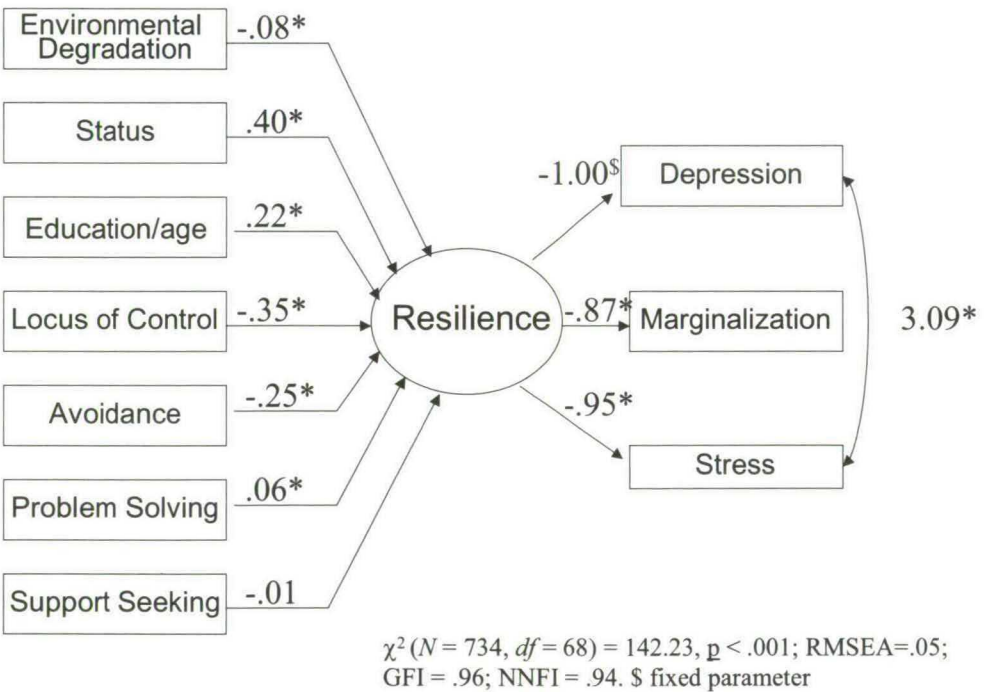 Environmental
Degradation
-.08*
Status
.40*
Education/age
.22*
Locus of Control
-.35*
Avoidance
-.25*
Problem Solving
.06*
Support Seeking
-.01
Resilience
-1.00$
Depression
-.87*
Marginalization
-.95*
Stress
3.09*
χ² (N = 734, df = 68) = 142.23, p < .001; RMSEA=.05;
GFI = .96; NNFI = .94. $ fixed parameter